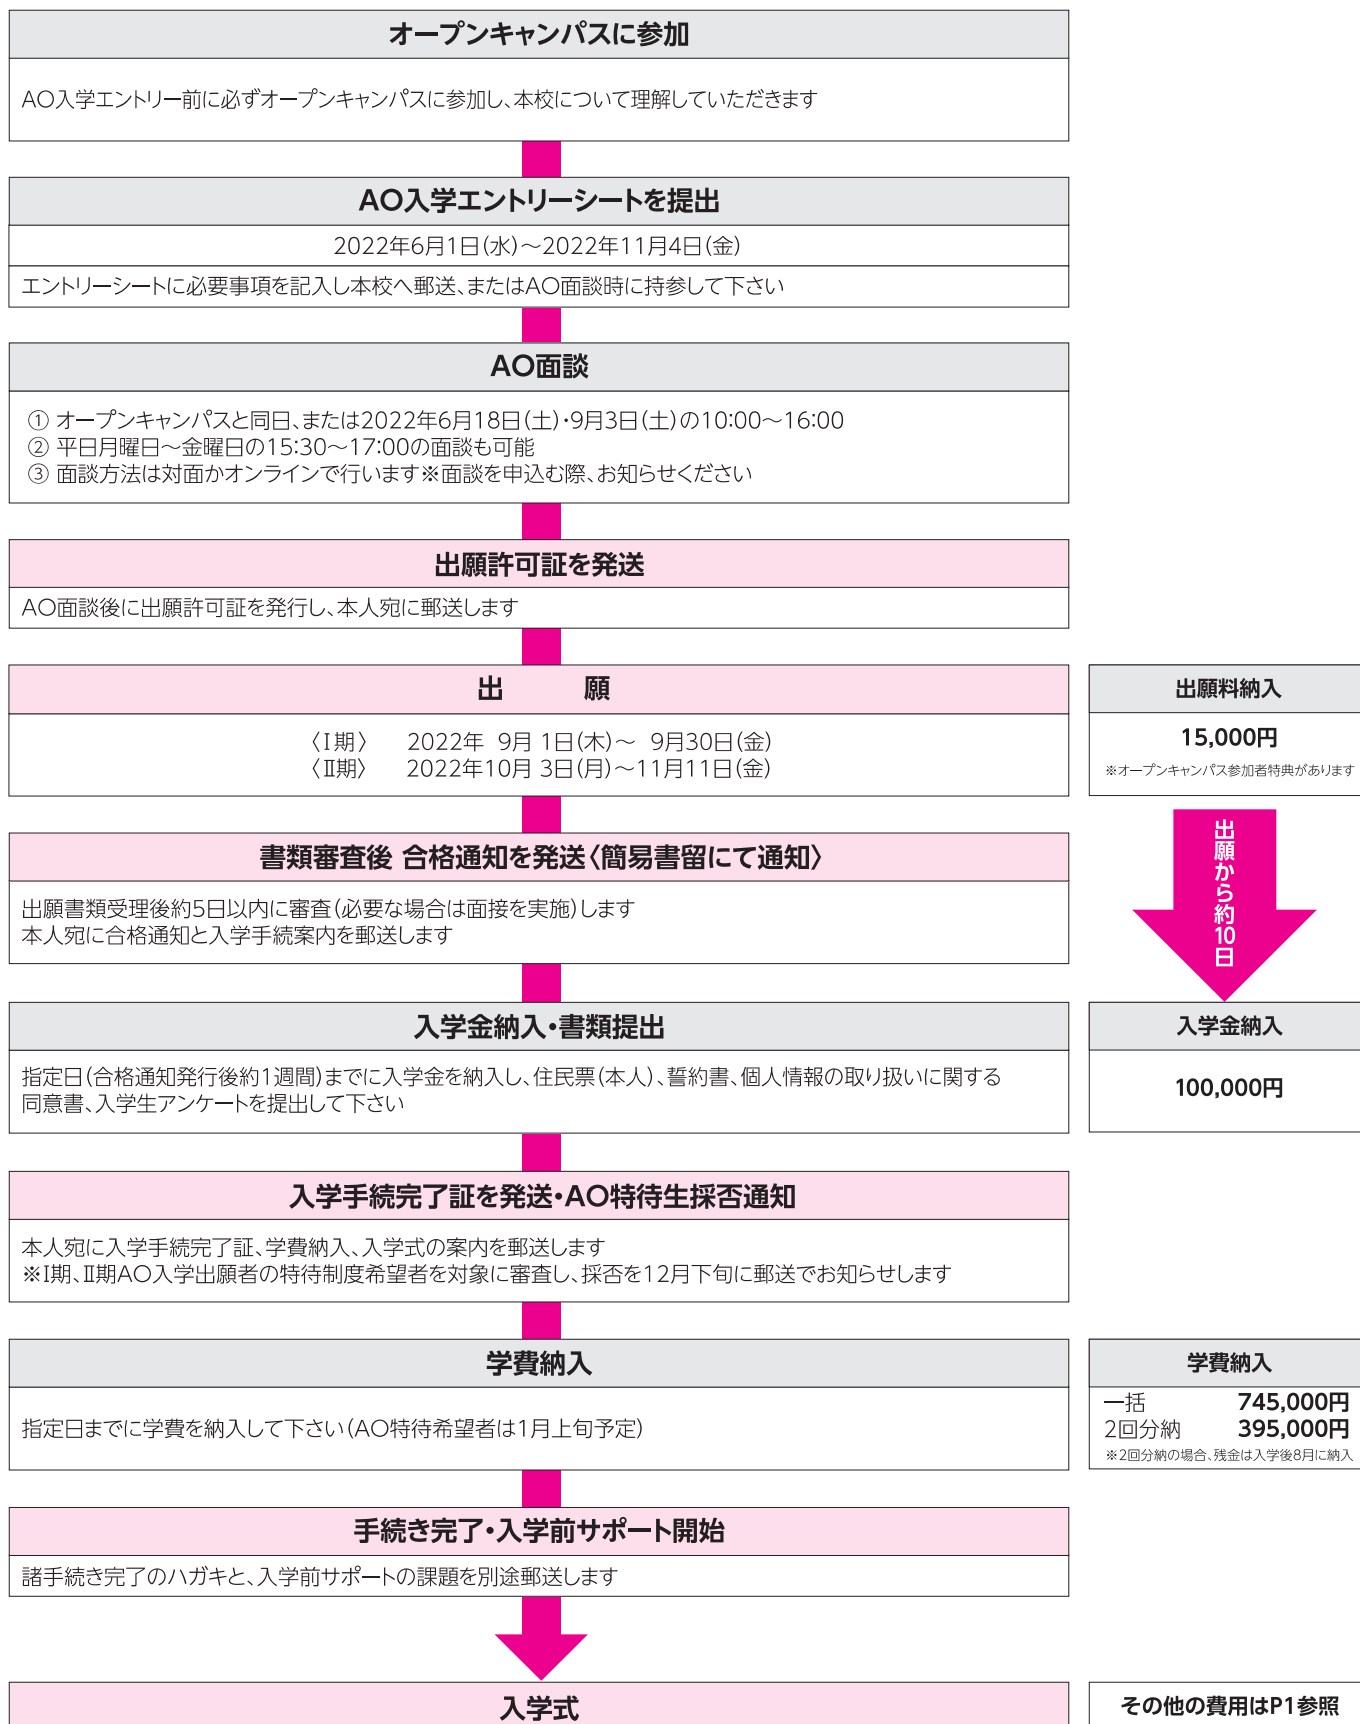 オープンキャンパスに参加
AO入学エントリー前に必ずオープンキャンパスに参加し、本校について理解していただきます
AO入学エントリーシートを提出
2022年6月1日(水)～2022年11月4日(金)
エントリーシートに必要事項を記入し本校へ郵送、またはAO面談時に持参して下さい
AO面談
① オープンキャンパスと同日、または2022年6月18日(土)・9月3日(土)の10:00～16:00
② 平日月曜日～金曜日の15:30～17:00の面談も可能
③ 面談方法は対面かオンラインで行います※面談を申込む際、お知らせください
出願許可証を発送
AO面談後に出願許可証を発行し、本人宛に郵送します
出　願
〈Ⅰ期〉 2022年 9月 1日(木)～ 9月30日(金)
〈Ⅱ期〉 2022年10月 3日(月)～11月11日(金)
出願料納入
15,000円
※オープンキャンパス参加者特典があります
出願から約10日
書類審査後 合格通知を発送〈簡易書留にて通知〉
出願書類受理後約5日以内に審査(必要な場合は面接を実施)します
本人宛に合格通知と入学手続案内を郵送します
入学金納入・書類提出
指定日(合格通知発行後約1週間)までに入学金を納入し、住民票(本人)、誓約書、個人情報の取り扱いに関する
同意書、入学生アンケートを提出して下さい
入学金納入
100,000円
入学手続完了証を発送・AO特待生採否通知
本人宛に入学手続完了証、学費納入、入学式の案内を郵送します
※Ⅰ期、Ⅱ期AO入学出願者の特待制度希望者を対象に審査し、採否を12月下旬に郵送でお知らせします
学費納入
指定日までに学費を納入して下さい(AO特待希望者は1月上旬予定)
学費納入
一括 745,000円
2回分納 395,000円
※2回分納の場合、残金は入学後8月に納入
手続き完了・入学前サポート開始
諸手続き完了のハガキと、入学前サポートの課題を別途郵送します
入学式
その他の費用はP1参照